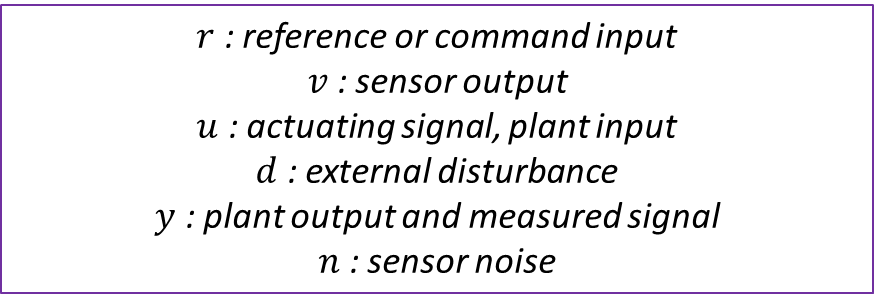 r : reference or command input
v : sensor output
u : actuating signal, plant input
d : external disturbance
y : plant output and measured signal
n : sensor noise